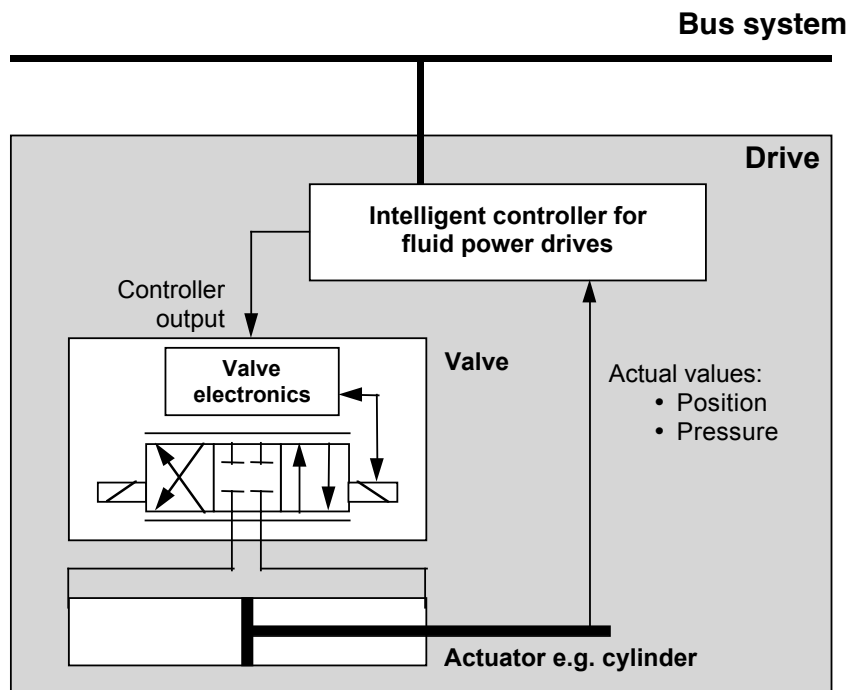 Bus system
Drive
Intelligent controller for
fluid power drives
Controller
output
Valve
electronics
Valve
Actual values:
• Position
• Pressure
Actuator e.g. cylinder